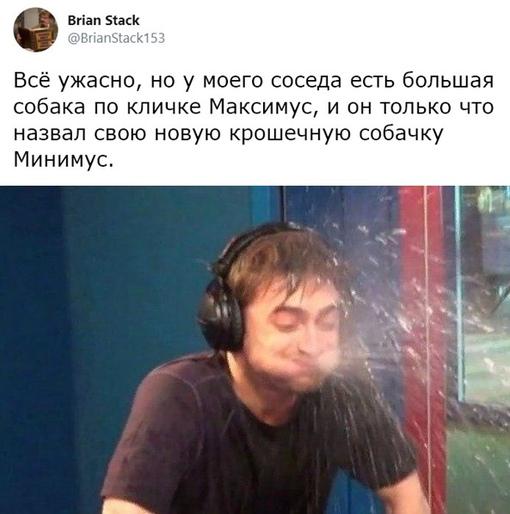 Brian Stack
@BrianStack153
Всё ужасно, но у моего соседа есть большая
собака по кличке Максимус, и он только что
назвал свою новую крошечную собачку
Минимус.